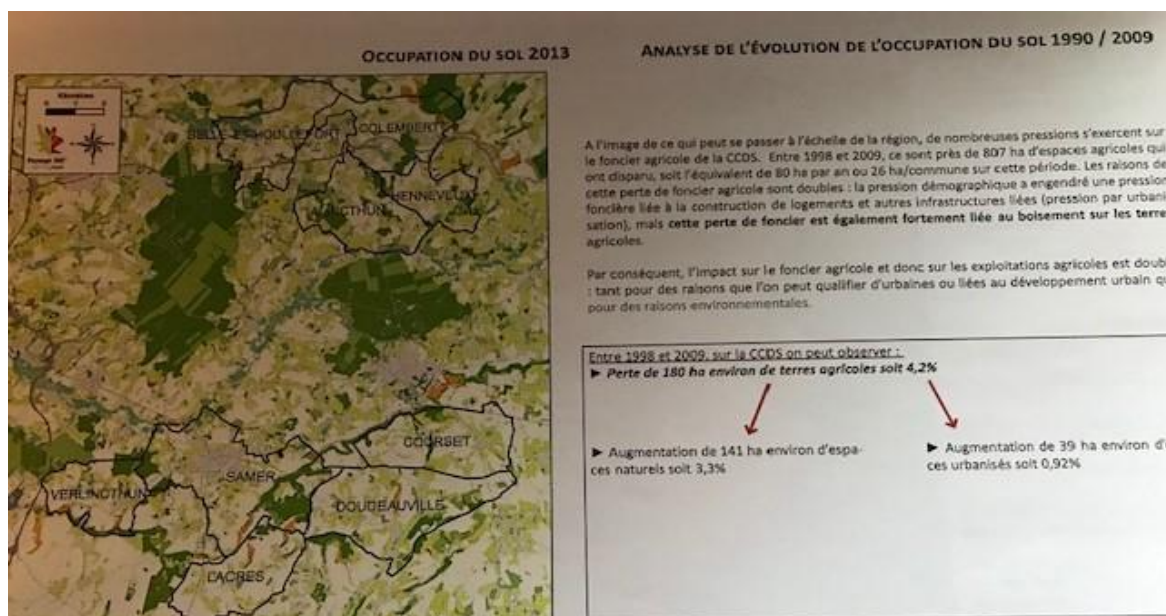 OCCUPATION DU SOL 2013
Kilomètres
BELLE-ET-HOULLEFORT
COLEMBERT
HENNEVEUX
NACTHUN
COURSET
SAMER
VERLINCTHUN
DOUDEAUVILLE
LACRES
ANALYSE DE L'ÉVOLUTION DE L'OCCUPATION DU SOL 1990 / 2009
A l'image de ce qui peut se passer à l'échelle de la région, de nombreuses pressions s'exercent sur
le foncier agricole de la CCDS. Entre 1998 et 2009, ce sont près de 807 ha d'espaces agricoles qui
ont disparu, soit l'équivalent de 80 ha par an ou 26 ha/commune sur cette période. Les raisons de
cette perte de foncier agricole sont doubles : la pression démographique a engendré une pression
foncière liée à la construction de logements et autres infrastructures liées (pression par urbani
sation), mais cette perte de foncier est également fortement liée au boisement sur les terre
agricoles.
Par conséquent, l'impact sur le foncier agricole et donc sur les exploitations agricoles est doubl
: tant pour des raisons que l'on peut qualifier d'urbaines ou liées au développement urbain qu
pour des raisons environnementales.
Entre 1998 et 2009, sur la CCDS on peut observer :
► Perte de 180 ha environ de terres agricoles soit 4,2%
► Augmentation de 141 ha environ d'espa-
ces naturels soit 3,3%
► Augmentation de 39 ha environ d'
ces urbanisés soit 0,92%